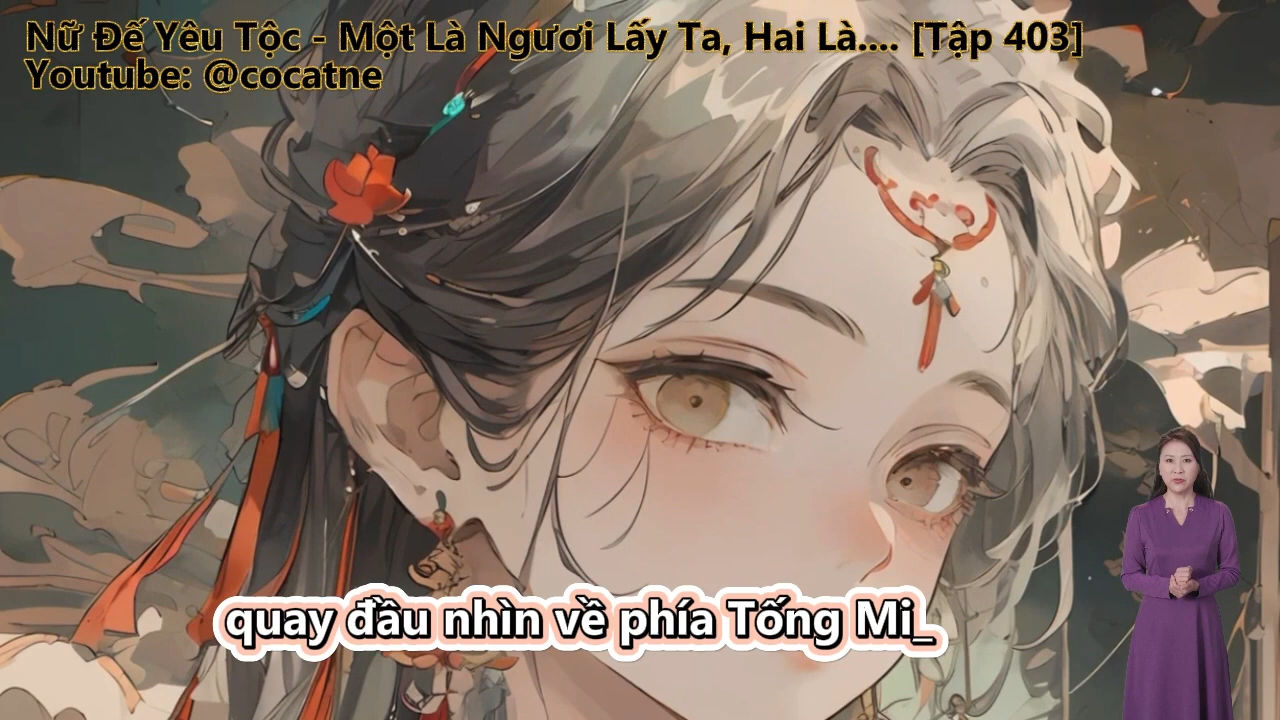 Nữ Đế Yêu Tộc - Một Là Ngươi Lấy Ta, Hai Là.... [Tập 403]
Youtube: @cocatne
quay đầu nhìn về phía Tống Mi_